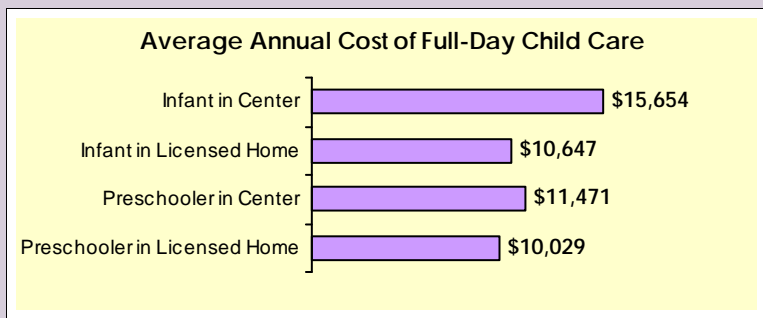 Average Annual Cost of Full-Day Child Care
Infant in Center $15,654
Infant in Licensed Home $10,647
Preschooler in Center $11,471
Preschooler in Licensed Home $10,029